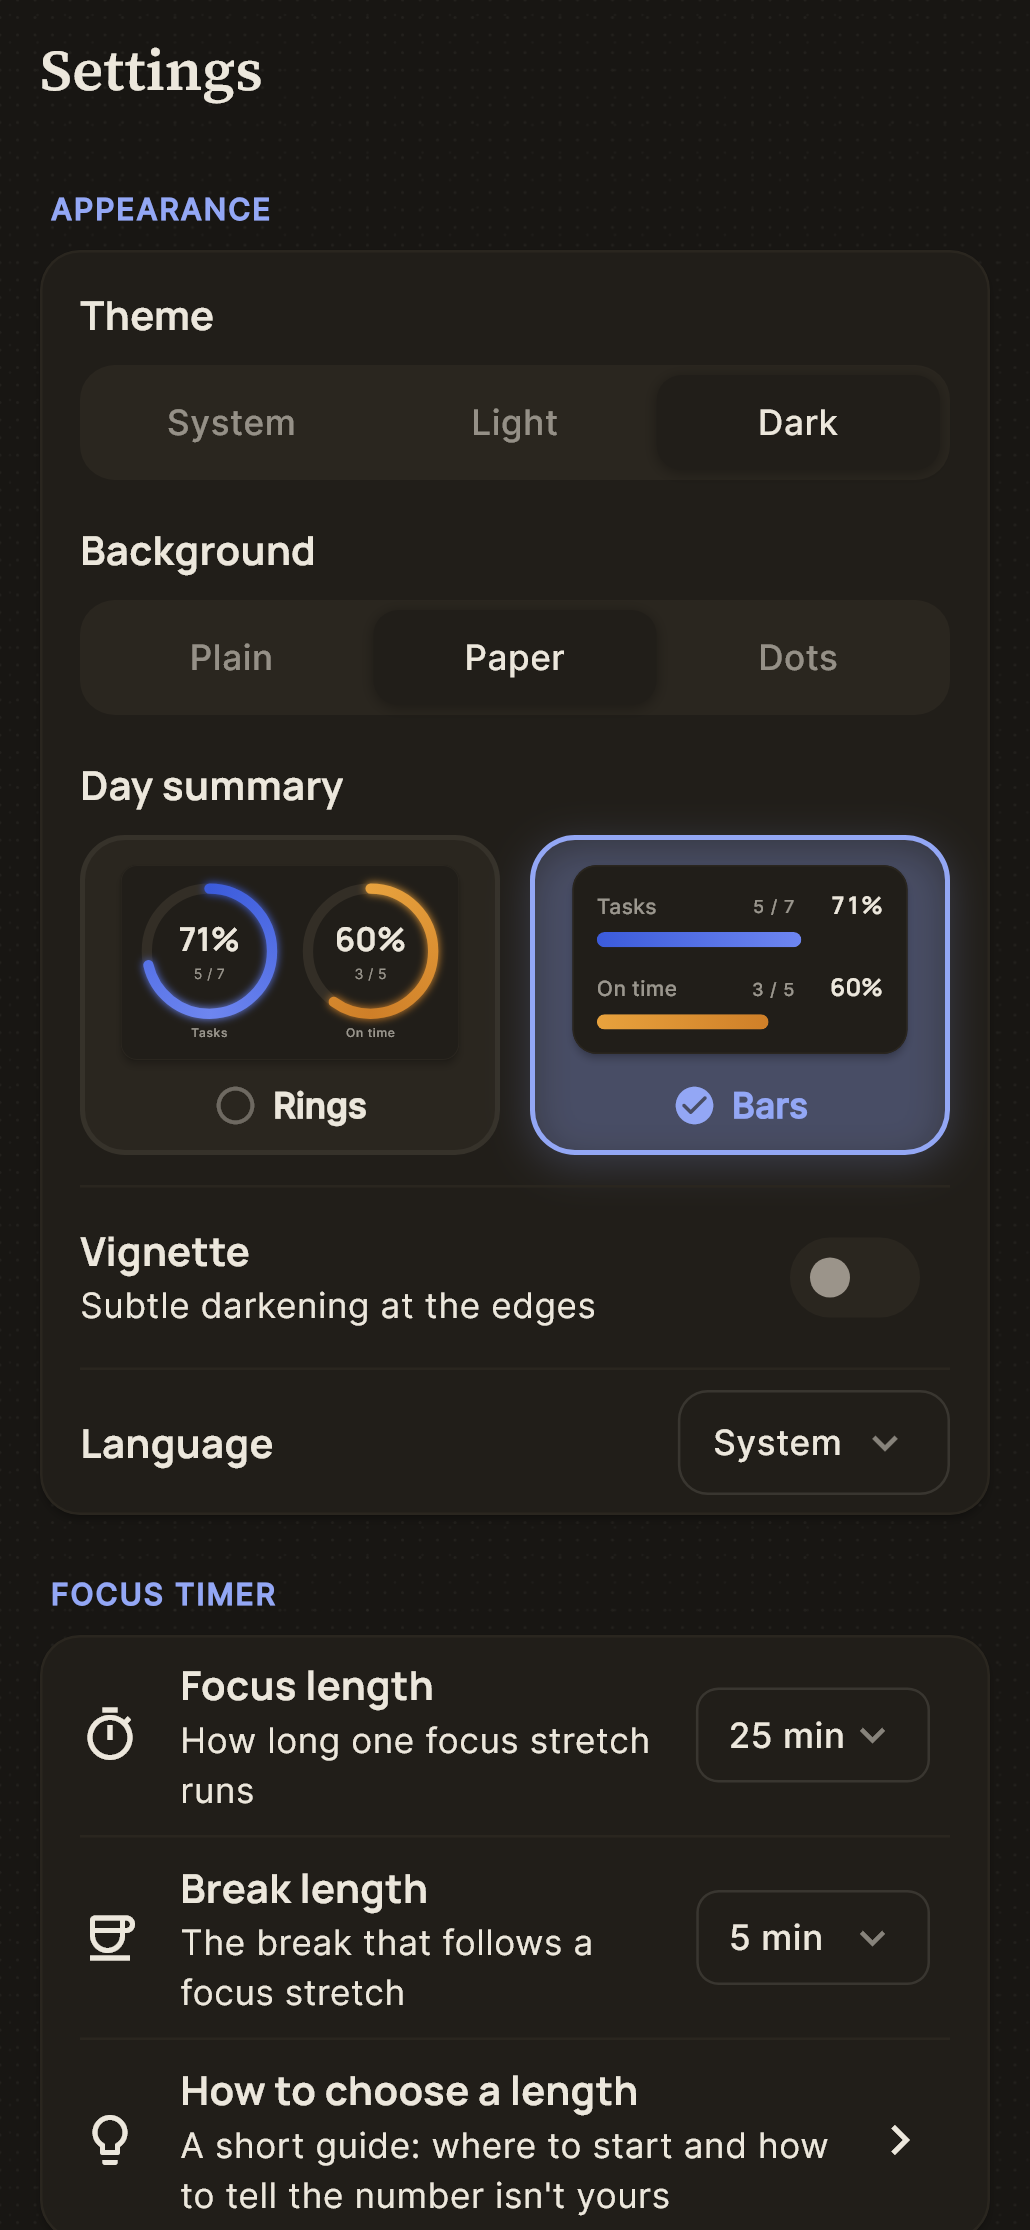 Settings
APPEARANCE
Theme
System Light Dark
Background
Plain Paper Dots
Day summary
71%
5 / 7
Tasks
60%
3 / 5
On time
Rings
Tasks 5 / 7 71%
On time 3 / 5 60%
Bars
Vignette
Subtle darkening at the edges
Language System
FOCUS TIMER
Focus length
How long one focus stretch
runs
25 min
Break length
The break that follows a
focus stretch
5 min
How to choose a length
A short guide: where to start and how
to tell the number isn't yours